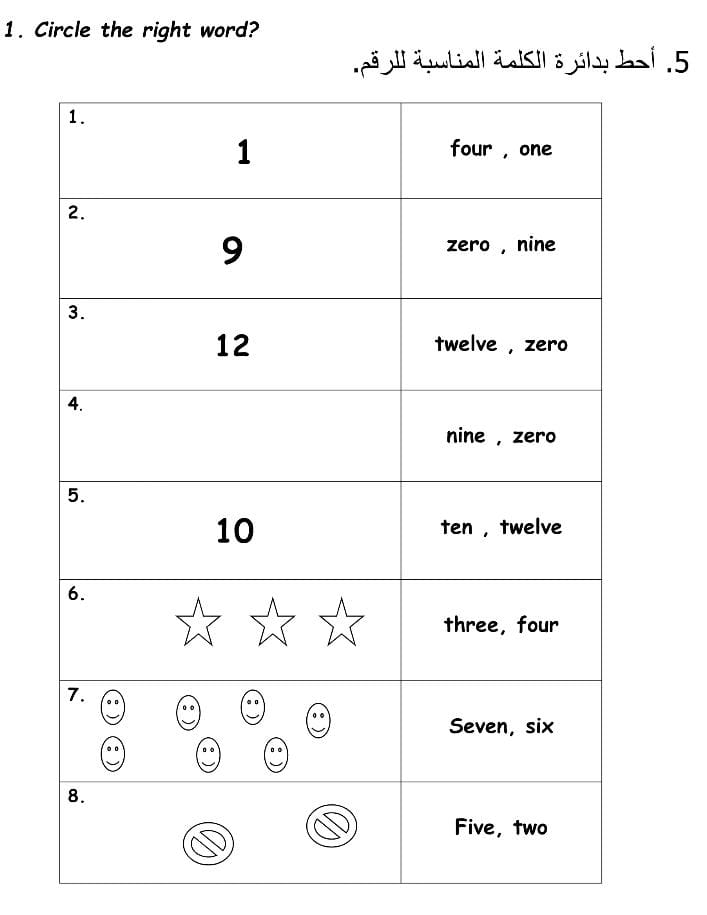 1. Circle the right word?
5. أحط بدائرة الكلمة المناسبة للرقم.
1.
1
four , one
2.
9
zero , nine
3.
12
twelve , zero
4.
nine , zero
5.
10
ten , twelve
6.
three, four
7.
Seven, six
8.
Five, two